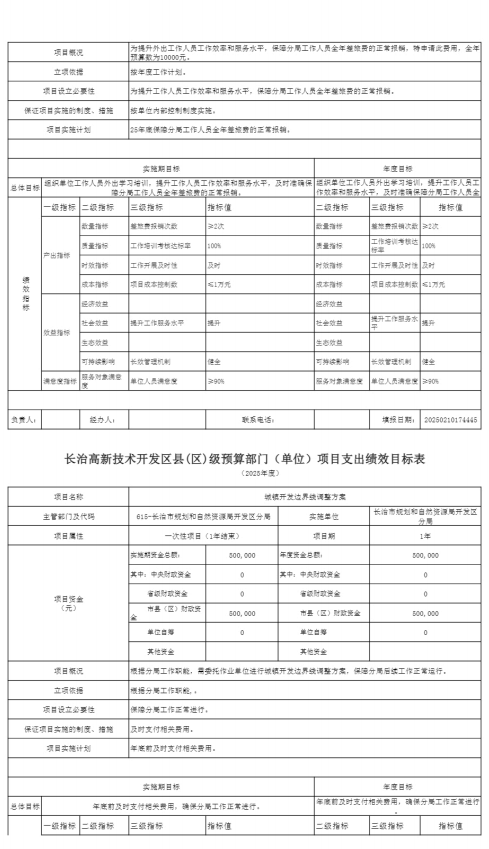 项目概况 为提升外出工作人员工作效率和服务水平，保障分局工作人员全年差旅费的正常报销，特申请此费用，全年
预算数为10000元。
立项依据 按年度工作计划。
项目设立必要性 为提升外出工作人员工作效率和服务水平，保障分局工作人员全年差旅费的正常报销。
保证项目实施的制度、措施 按单位内部控制制度实施。
项目实施计划 25年底保障分局工作人员全年差旅费的正常报销。
实施期目标 年度目标
总体目标 组织单位工作人员外出学习培训，提升工作人员工作效率和服务水平，及时准确保 组织单位工作人员外出学习培训，提升工作人员工
障分局工作人员全年差旅费的正常报销。 作效率和服务水平，及时准确保障分局工作人员全
绩效指标
一级指标 二级指标 三级指标 指标值 二级指标 三级指标 指标值
产出指标 数量指标 差旅费报销次数 ≥2次 数量指标 差旅费报销次数 ≥2次
质量指标 工作培训考核达标率 100% 质量指标 工作培训考核达
标率 100%
时效指标 工作开展及时性 及时 时效指标 工作开展及时性 及时
成本指标 项目成本控制数 ≤1万元 成本指标 项目成本控制数 ≤1万元
效益指标 经济效益 经济效益
社会效益 提升工作服务水平 提升 社会效益 提升工作服务水
平 提升
生态效益 生态效益
可持续影响 长效管理机制 健全 可持续影响 长效管理机制 健全
满意度指标 服务对象满意
度 单位人员满意度 ≥90% 服务对象满意度 单位人员满意度 ≥90%
负责人： 经办人： 联系电话： 填报日期： 20250210174445
长治高新技术开发区县(区)级预算部门（单位）项目支出绩效目标表
（2025年度）
项目名称 城镇开发边界线调整方案
主管部门及代码 615-长治市规划和自然资源局开发区分局 实施单位 长治市规划和自然资源局开发区
分局
项目属性 一次性项目（1年结束） 项目期 1年
项目资金
（元）
实施期资金总额： 500,000 年度资金总额： 500,000
其中：中央财政资金 0 其中：中央财政资金 0
省级财政资金 0 省级财政资金 0
市县（区）财政资
金 500,000 市县（区）财政资金 500,000
单位自筹 0 单位自筹 0
其他资金 其他资金
项目概况 根据分局工作职能，需委托作业单位进行城镇开发边界线调整方案，保障分局后续工作正常运行。
立项依据 根据分局工作职能，。
项目设立必要性 保障分局工作正常进行，
保证项目实施的制度、措施 及时支付相关费用。
项目实施计划 年底前及时支付相关费用。
实施期目标 年度目标
总体目标 年底前及时支付相关费用，确保分局工作正常进行。 年底前及时支付相关费用，确保分局工作正常进行
。
一级指标 二级指标 三级指标 指标值 二级指标 三级指标 指标值